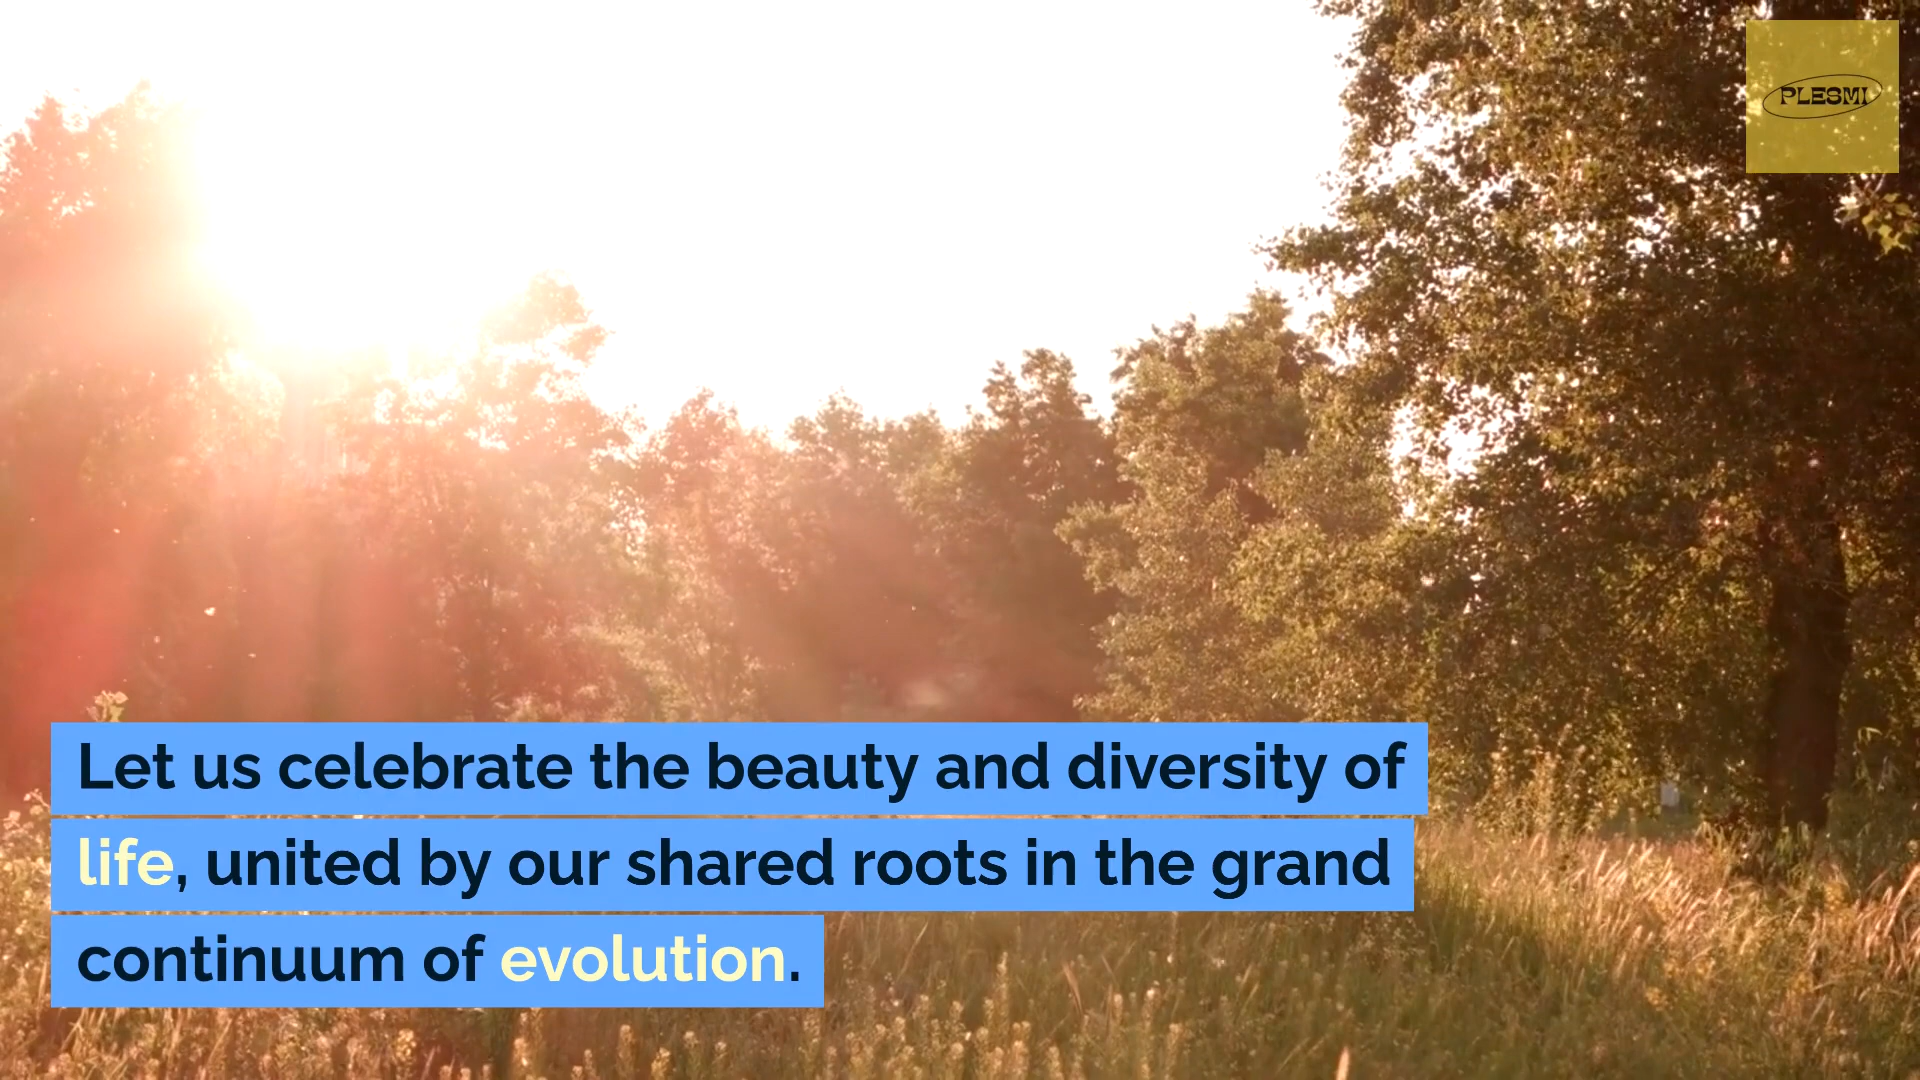 PLESMI
Let us celebrate the beauty and diversity of
life, united by our shared roots in the grand
continuum of evolution.